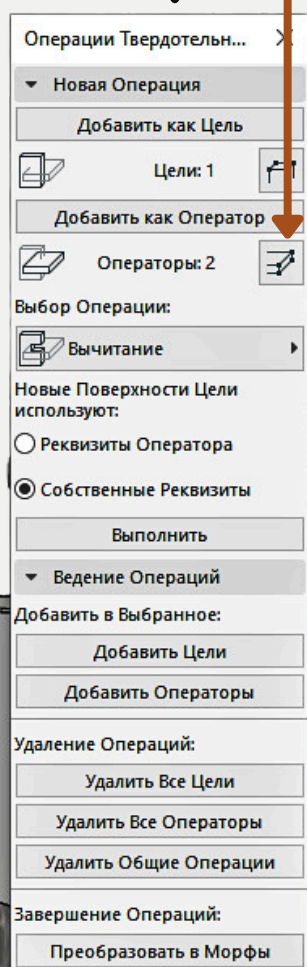 Операции Твердотельн...
Новая Операция
Добавить как Цель
Цели: 1
Добавить как Оператор
Операторы: 2
Выбор Операции:
Вычитание
Новые Поверхности Цели
используют:
Реквизиты Оператора
Собственные Реквизиты
Выполнить
Ведение Операций
Добавить в Выбранное:
Добавить Цели
Добавить Операторы
Удаление Операций:
Удалить Все Цели
Удалить Все Операторы
Удалить Общие Операции
Завершение Операций:
Преобразовать в Морфы